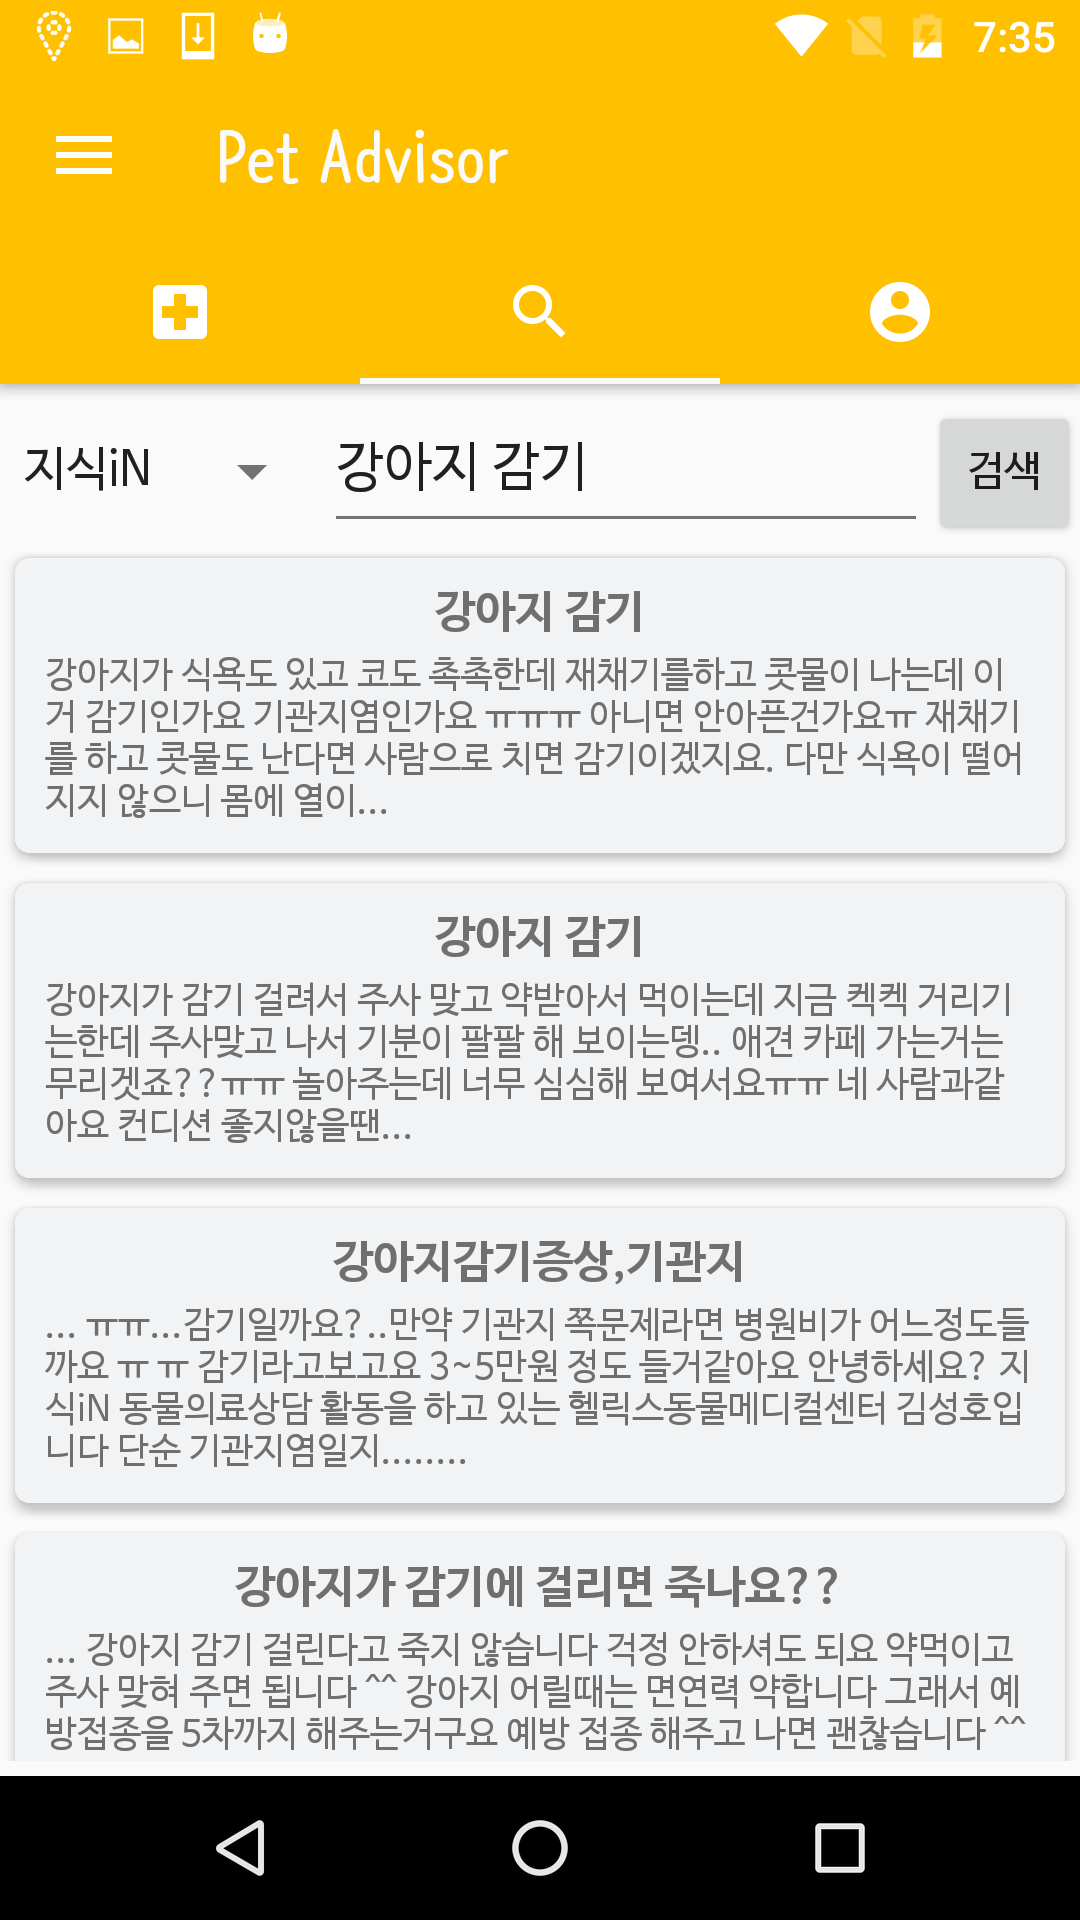 7:35
Pet Advisor
지식iN
강아지 감기
검색
강아지 감기
강아지가 식욕도 있고 코도 촉촉한데 재채기를하고 콧물이 나는데 이
거 감기인가요 기관지염인가요 ㅠㅠㅠ 아니면 안아픈건가요ㅠ 재채기
를 하고 콧물도 난다면 사람으로 치면 감기이겠지요. 다만 식욕이 떨어
지지 않으니 몸에 열이...
강아지 감기
강아지가 감기 걸려서 주사 맞고 약받아서 먹이는데 지금 켁켁 거리기
는한데 주사맞고 나서 기분이 팔팔 해 보이는뎅.. 애견 카페 가는거는
무리겟죠??ㅠㅠ 놀아주는데 너무 심심해 보여서요ㅠㅠ 네 사람과같
아요 컨디션 좋지않을땐...
강아지감기증상,기관지
... ㅠㅠ...감기일까요?..만약 기관지 쪽문제라면 병원비가 어느정도들
까요 ㅠ ㅠ 감기라고보고요 3~5만원 정도 들거같아요 안녕하세요? 지
식iN 동물의료상담 활동을 하고 있는 헬릭스동물메디컬센터 김성호입
니다 단순 기관지염일지........
강아지가 감기에 걸리면 죽나요??
... 강아지 감기 걸린다고 죽지 않습니다 걱정 안하셔도 되요 약먹이고
주사 맞혀 주면 됩니다 ^^ 강아지 어릴때는 면연력 약합니다 그래서 예
방접종을 5차까지 해주는거구요 예방 접종 해주고 나면 괜찮습니다 ^^